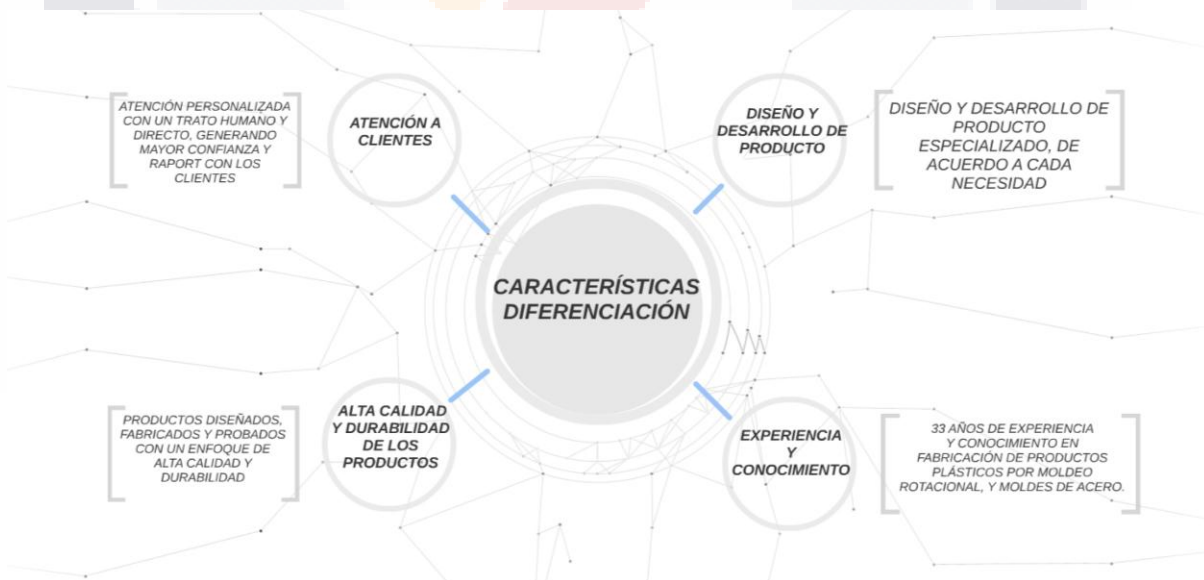 ATENCIÓN PERSONALIZADA
CON UN TRATO HUMANO Y
DIRECTO, GENERANDO
MAYOR CONFIANZA Y
RAPORT CON LOS
CLIENTES
ATENCIÓN A
CLIENTES
DISEÑO Y
DESARROLLO DE
PRODUCTO
DISEÑO Y DESARROLLO DE
PRODUCTO
ESPECIALIZADO, DE
ACUERDO A CADA
NECESIDAD
CARACTERÍSTICAS
DIFERENCIACIÓN
PRODUCTOS DISEÑADOS,
FABRICADOS Y PROBADOS
CON UN ENFOQUE DE
ALTA CALIDAD Y
DURABILIDAD
ALTA CALIDAD
Y DURABILIDAD
DE LOS
PRODUCTOS
EXPERIENCIA
Y
CONOCIMIENTO
33 AÑOS DE EXPERIENCIA
Y CONOCIMIENTO EN
FABRICACIÓN DE PRODUCTOS
PLÁSTICOS POR MOLDEO
ROTACIONAL, Y MOLDES DE ACERO.